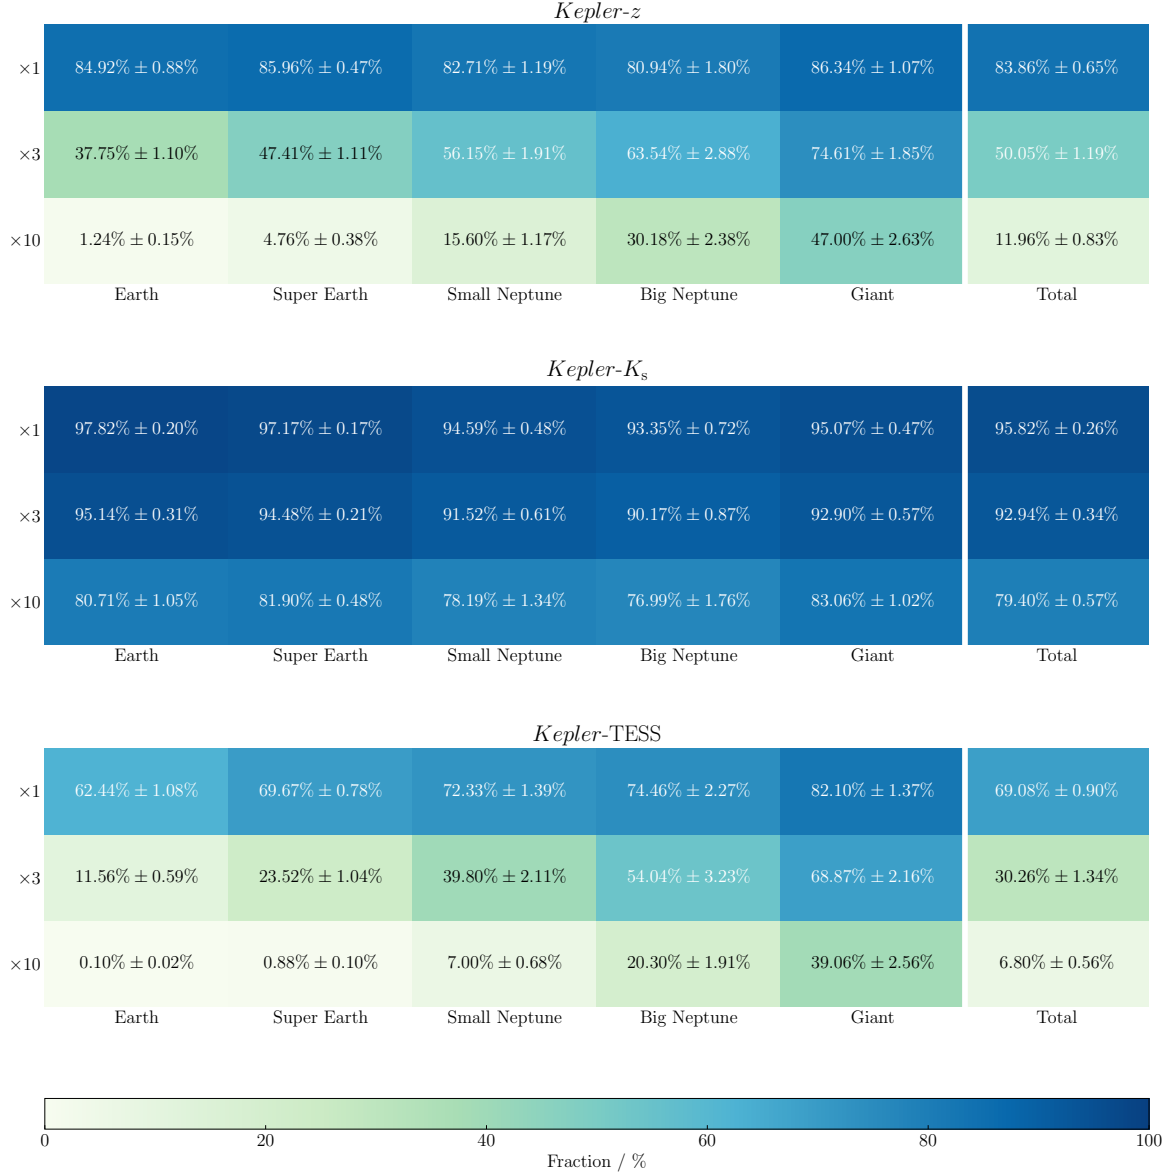 Kepler-z
×1 84.92% ± 0.88% 85.96% ± 0.47% 82.71% ± 1.19% 80.94% ± 1.80% 86.34% ± 1.07% 83.86% ± 0.65%
×3 37.75% ± 1.10% 47.41% ± 1.11% 56.15% ± 1.91% 63.54% ± 2.88% 74.61% ± 1.85% 50.05% ± 1.19%
×10 1.24% ± 0.15% 4.76% ± 0.38% 15.60% ± 1.17% 30.18% ± 2.38% 47.00% ± 2.63% 11.96% ± 0.83%
Earth Super Earth Small Neptune Big Neptune Giant Total
Kepler-Ks
×1 97.82% ± 0.20% 97.17% ± 0.17% 94.59% ± 0.48% 93.35% ± 0.72% 95.07% ± 0.47% 95.82% ± 0.26%
×3 95.14% ± 0.31% 94.48% ± 0.21% 91.52% ± 0.61% 90.17% ± 0.87% 92.90% ± 0.57% 92.94% ± 0.34%
×10 80.71% ± 1.05% 81.90% ± 0.48% 78.19% ± 1.34% 76.99% ± 1.76% 83.06% ± 1.02% 79.40% ± 0.57%
Earth Super Earth Small Neptune Big Neptune Giant Total
Kepler-TESS
×1 62.44% ± 1.08% 69.67% ± 0.78% 72.33% ± 1.39% 74.46% ± 2.27% 82.10% ± 1.37% 69.08% ± 0.90%
×3 11.56% ± 0.59% 23.52% ± 1.04% 39.80% ± 2.11% 54.04% ± 3.23% 68.87% ± 2.16% 30.26% ± 1.34%
×10 0.10% ± 0.02% 0.88% ± 0.10% 7.00% ± 0.68% 20.30% ± 1.91% 39.06% ± 2.56% 6.80% ± 0.56%
Earth Super Earth Small Neptune Big Neptune Giant Total
0 20 40 60 80 100
Fraction / %